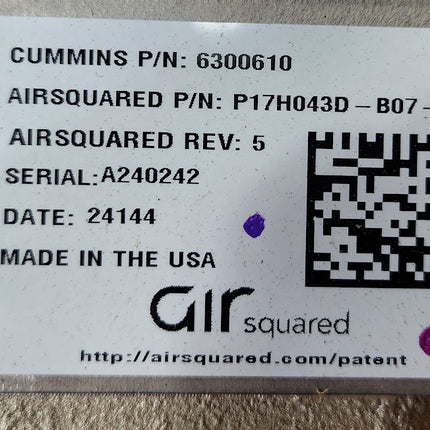 CUMMINS P/N: 6300610
AIRSQUARED P/N: P17H043D-B07-
AIRSQUARED REV: 5
SERIAL: A240242
DATE: 24144
MADE IN THE USA
air squared
http://airsquared.com/patent